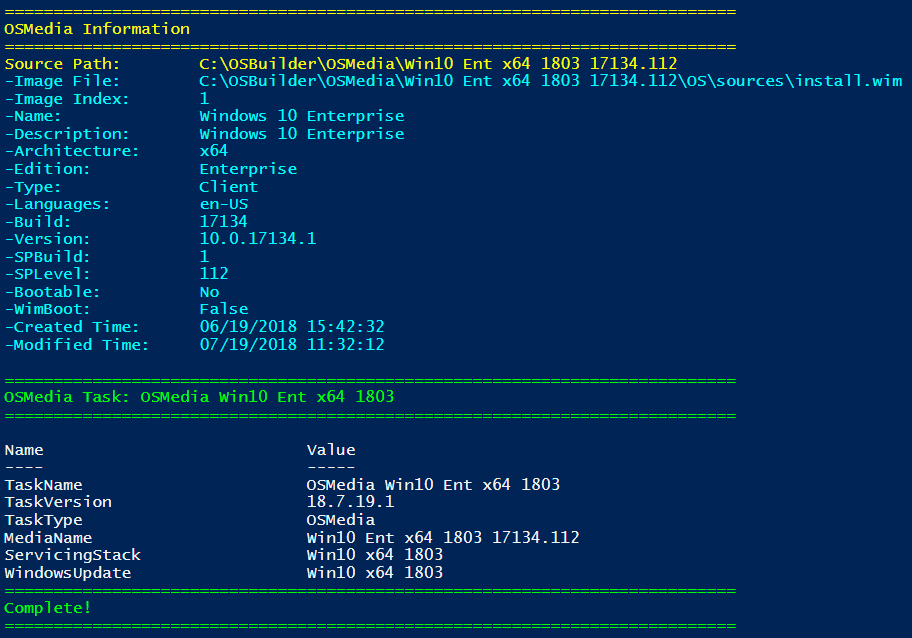 ===========================================================================
OSMedia Information
===========================================================================
Source Path:        C:\OSBuilder\OSMedia\Win10 Ent x64 1803 17134.112
-Image File:        C:\OSBuilder\OSMedia\Win10 Ent x64 1803 17134.112\OS\sources\install.wim
-Image Index:       1
-Name:              Windows 10 Enterprise
-Description:       Windows 10 Enterprise
-Architecture:      x64
-Edition:           Enterprise
-Type:              Client
-Languages:         en-US
-Build:             17134
-Version:           10.0.17134.1
-SPBuild:           1
-SPLevel:           112
-Bootable:          No
-WimBoot:           False
-Created Time:      06/19/2018 15:42:32
-Modified Time:     07/19/2018 11:32:12
===========================================================================
OSMedia Task: OSMedia Win10 Ent x64 1803
===========================================================================
Name                           Value
----                           -----
TaskName                       OSMedia Win10 Ent x64 1803
TaskVersion                    18.7.19.1
TaskType                       OSMedia
MediaName                      Win10 Ent x64 1803 17134.112
ServicingStack                 Win10 x64 1803
WindowsUpdate                  Win10 x64 1803
===========================================================================
Complete!
===========================================================================